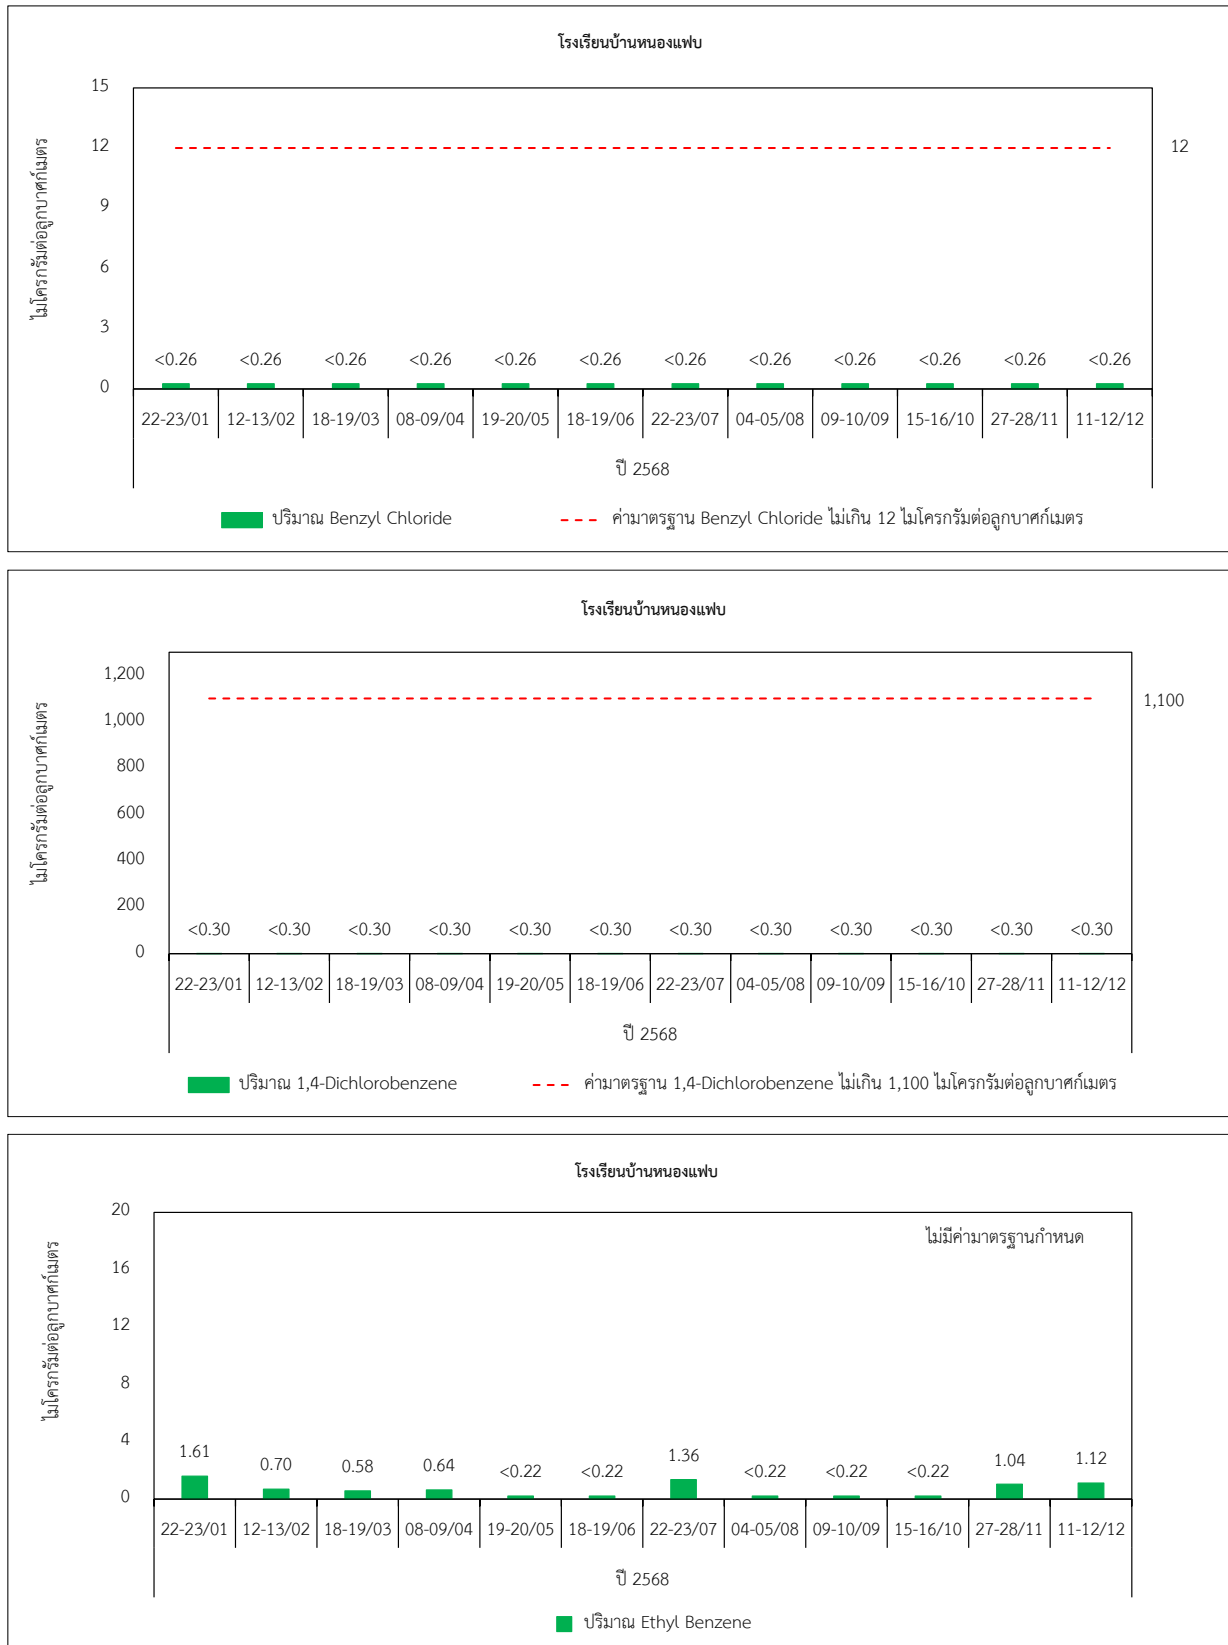 โรงเรียนบ้านหนองแฟบ
ไมโครกรัมต่อลูกบาศก์เมตร
15
12
9
6
3
0
12
<0.26 <0.26 <0.26 <0.26 <0.26 <0.26 <0.26 <0.26 <0.26 <0.26 <0.26 <0.26
22-23/01 12-13/02 18-19/03 08-09/04 19-20/05 18-19/06 22-23/07 04-05/08 09-10/09 15-16/10 27-28/11 11-12/12
ปี 2568
ปริมาณ Benzyl Chloride ค่ามาตรฐาน Benzyl Chloride ไม่เกิน 12 ไมโครกรัมต่อลูกบาศก์เมตร
โรงเรียนบ้านหนองแฟบ
ไมโครกรัมต่อลูกบาศก์เมตร
1,200
1,000
800
600
400
200
0
1,100
<0.30 <0.30 <0.30 <0.30 <0.30 <0.30 <0.30 <0.30 <0.30 <0.30 <0.30 <0.30
22-23/01 12-13/02 18-19/03 08-09/04 19-20/05 18-19/06 22-23/07 04-05/08 09-10/09 15-16/10 27-28/11 11-12/12
ปี 2568
ปริมาณ 1,4-Dichlorobenzene ค่ามาตรฐาน 1,4-Dichlorobenzene ไม่เกิน 1,100 ไมโครกรัมต่อลูกบาศก์เมตร
โรงเรียนบ้านหนองแฟบ
ไมโครกรัมต่อลูกบาศก์เมตร
20
16
12
8
4
0
ไม่มีค่ามาตรฐานกำหนด
1.61 0.70 0.58 0.64 <0.22 <0.22 1.36 <0.22 <0.22 <0.22 1.04 1.12
22-23/01 12-13/02 18-19/03 08-09/04 19-20/05 18-19/06 22-23/07 04-05/08 09-10/09 15-16/10 27-28/11 11-12/12
ปี 2568
ปริมาณ Ethyl Benzene